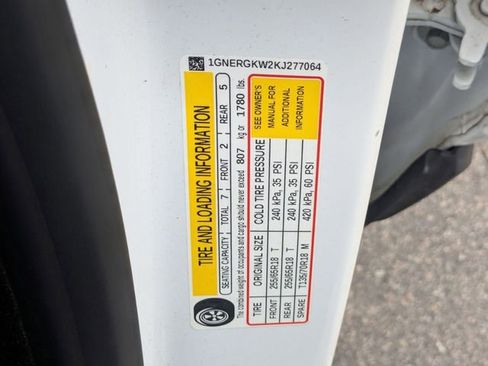 1GNERGKW2KJ277064
TIRE AND LOADING INFORMATION
SEATING CAPACITY TOTAL 7 FRONT 2 REAR 5
The combined weight of occupants and cargo should never exceed 807 kg or 1780 lbs.
TIRE ORIGINAL SIZE COLD TIRE PRESSURE
FRONT 255/65R18 T 240 kPa, 35 PSI
REAR 255/65R18 T 240 kPa, 35 PSI
SPARE T135/70R18 M 420 kPa, 60 PSI
SEE OWNER'S
MANUAL FOR
ADDITIONAL
INFORMATION